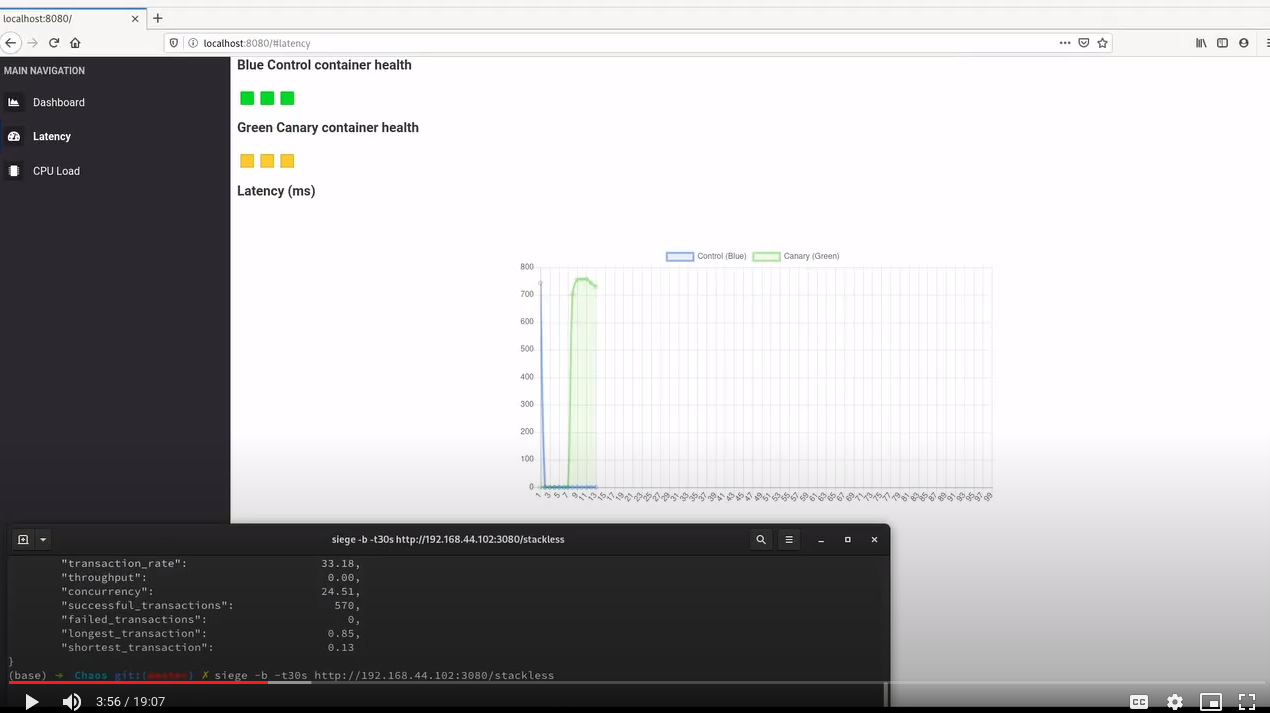 localhost:8080/
localhost:8080/#latency
MAIN NAVIGATION
Dashboard
Latency
CPU Load
Blue Control container health
Green Canary container health
Latency (ms)
Control (Blue) Canary (Green)
800
700
600
500
400
300
200
100
0
1 3 5 7 9 11 13 15 17 19 21 23 25 27 29 31 33 35 37 39 41 43 45 47 49 51 53 55 57 59 61 63 65 67 69 71 73 75 77 79 81 83 85 87 89 91 93 95 97 99
siege -b -t30s http://192.168.44.102:3080/stackless
"transaction_rate": 33.18,
"throughput": 0.00,
"concurrency": 24.51,
"successful_transactions": 570,
"failed_transactions": 0,
"longest_transaction": 0.85,
"shortest_transaction": 0.13
}
(base) → Chaos git:(master) ✗ siege -b -t30s http://192.168.44.102:3080/stackless
3:56 / 19:07
CC